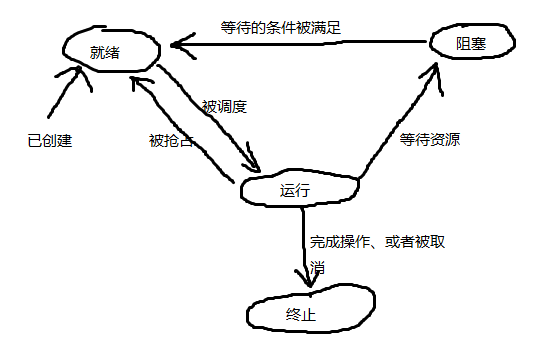 等待的条件被满足
就绪
阻塞
被调度
已创建
被抢占
等待资源
运行
完成操作、或者被取
消
终止